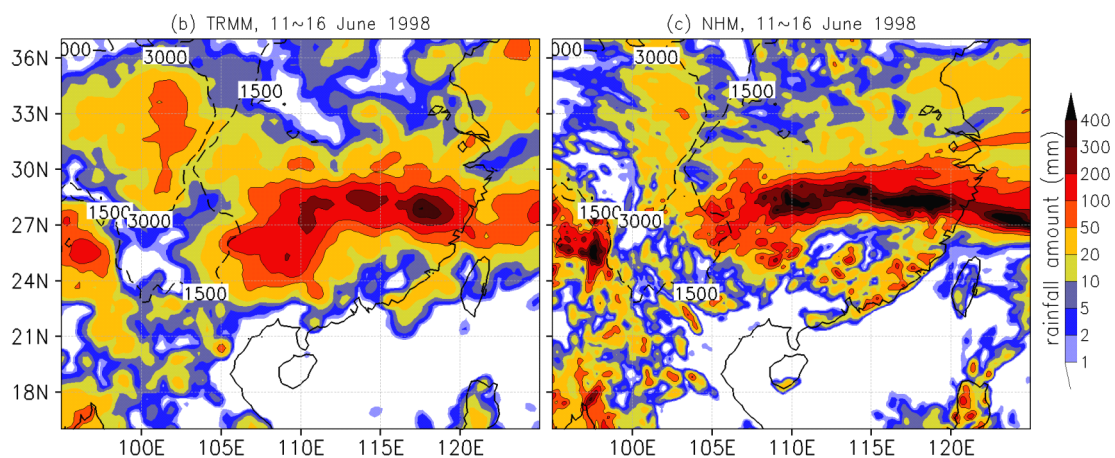 (b) TRMM, 11~16 June 1998
(c) NHM, 11~16 June 1998
36N
33N
30N
27N
24N
21N
18N
000
3000
1500
1500
3000
1500
000
3000
1500
1500
3000
1500
100E 105E 110E 115E 120E
100E 105E 110E 115E 120E
400
300
200
100
50
20
10
5
2
1
rainfall amount (mm)